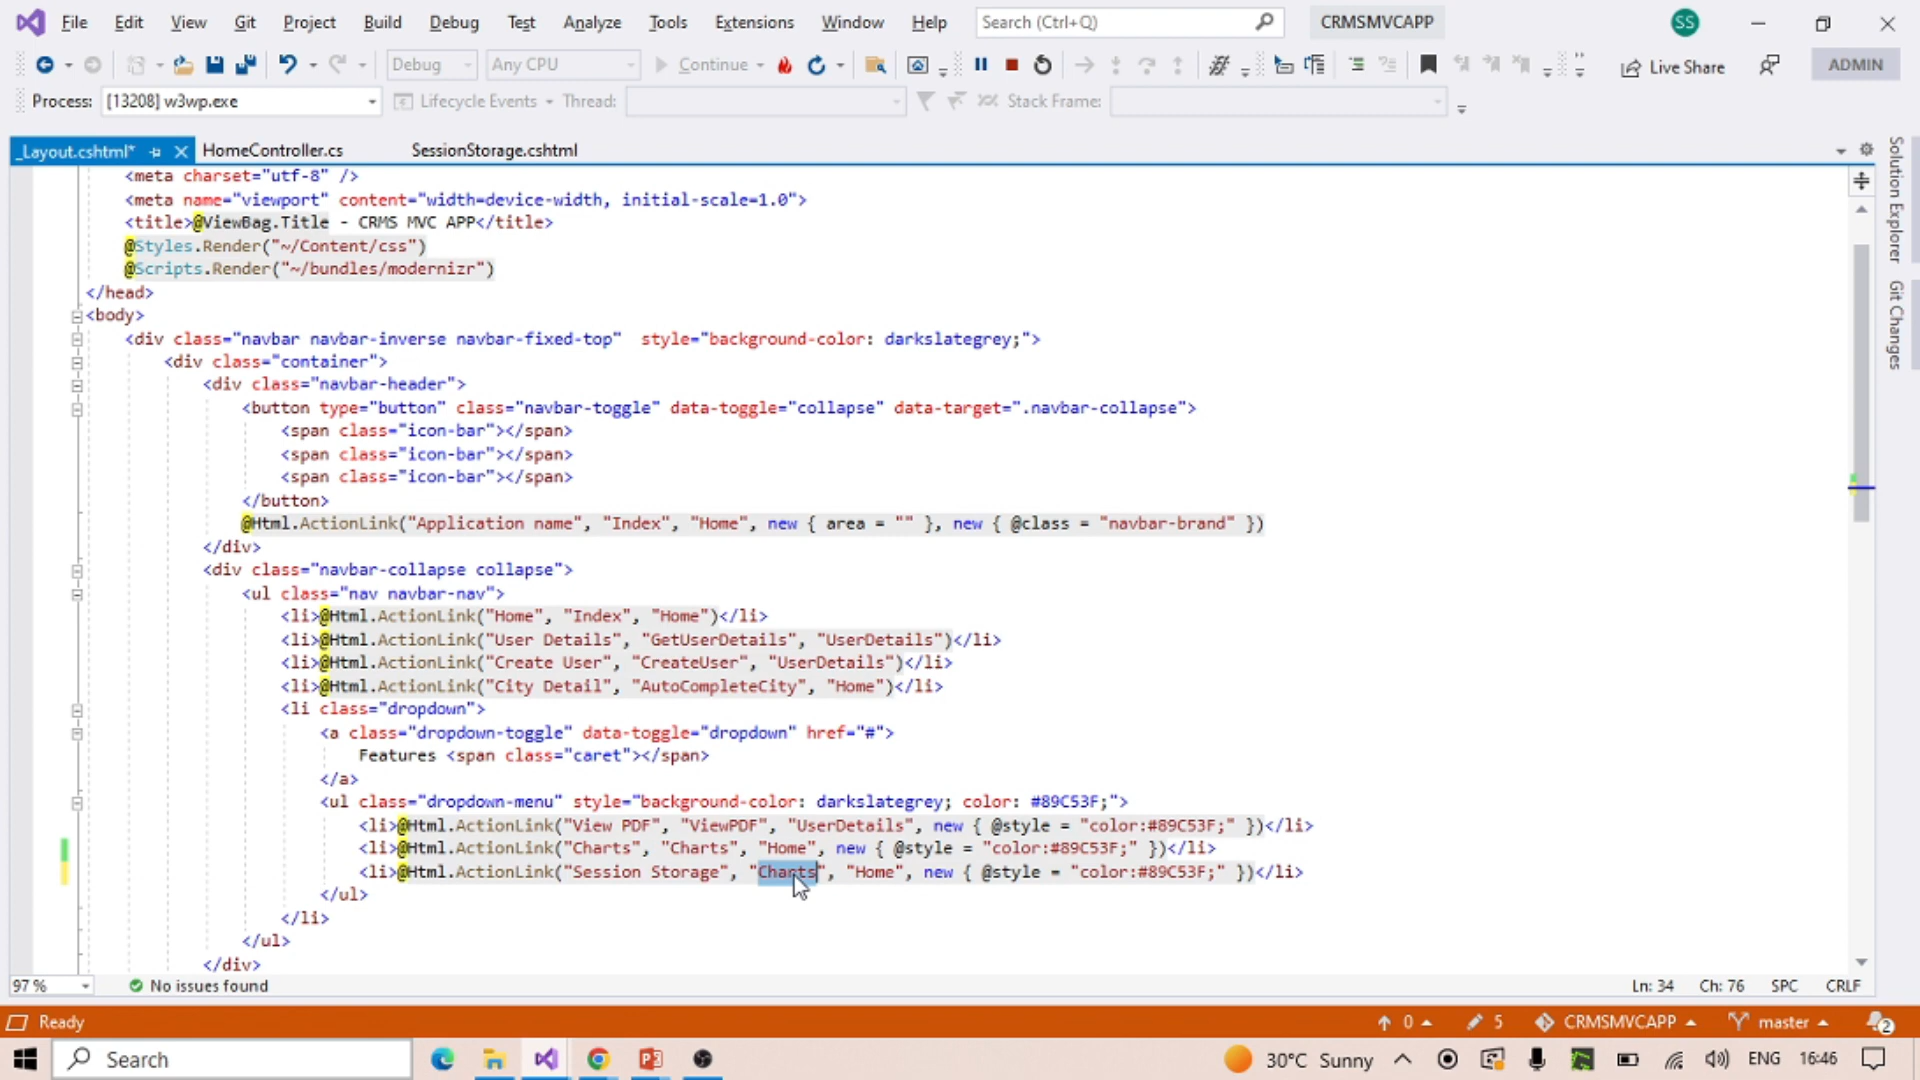 File Edit View Git Project Build Debug Test Analyze Tools Extensions Window Help Search (Ctrl+Q) CRMSMVCAPP SS
Debug Any CPU Continue Live Share ADMIN
Process: [13208] w3wp.exe Lifecycle Events Thread: Stack Frame:
_Layout.cshtml* HomeController.cs SessionStorage.cshtml
<meta charset="utf-8" />
<meta name="viewport" content="width=device-width, initial-scale=1.0">
<title>@ViewBag.Title - CRMS MVC APP</title>
@Styles.Render("~/Content/css")
@Scripts.Render("~/bundles/modernizr")
</head>
<body>
<div class="navbar navbar-inverse navbar-fixed-top" style="background-color: darkslategrey;">
<div class="container">
<div class="navbar-header">
<button type="button" class="navbar-toggle" data-toggle="collapse" data-target=".navbar-collapse">
<span class="icon-bar"></span>
<span class="icon-bar"></span>
<span class="icon-bar"></span>
</button>
@Html.ActionLink("Application name", "Index", "Home", new { area = "" }, new { @class = "navbar-brand" })
</div>
<div class="navbar-collapse collapse">
<ul class="nav navbar-nav">
<li>@Html.ActionLink("Home", "Index", "Home")</li>
<li>@Html.ActionLink("User Details", "GetUserDetails", "UserDetails")</li>
<li>@Html.ActionLink("Create User", "CreateUser", "UserDetails")</li>
<li>@Html.ActionLink("City Detail", "AutoCompleteCity", "Home")</li>
<li class="dropdown">
<a class="dropdown-toggle" data-toggle="dropdown" href="#">
Features <span class="caret"></span>
</a>
<ul class="dropdown-menu" style="background-color: darkslategrey; color: #89C53F;">
<li>@Html.ActionLink("View PDF", "ViewPDF", "UserDetails", new { @style = "color:#89C53F;" })</li>
<li>@Html.ActionLink("Charts", "Charts", "Home", new { @style = "color:#89C53F;" })</li>
<li>@Html.ActionLink("Session Storage", "Charts", "Home", new { @style = "color:#89C53F;" })</li>
</ul>
</li>
</ul>
</div>
Solution Explorer
Git Changes
97 % No issues found Ln: 34 Ch: 76 SPC CRLF
Ready 0 5 CRMSMVCAPP master 2
Search 30°C Sunny ENG 16:46